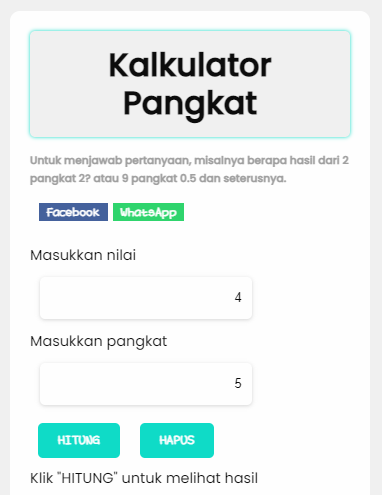 Kalkulator
Pangkat
Untuk menjawab pertanyaan, misalnya berapa hasil dari 2
pangkat 2? atau 9 pangkat 0.5 dan seterusnya.
Facebook WhatsApp
Masukkan nilai
4
Masukkan pangkat
5
HITUNG HAPUS
Klik "HITUNG" untuk melihat hasil